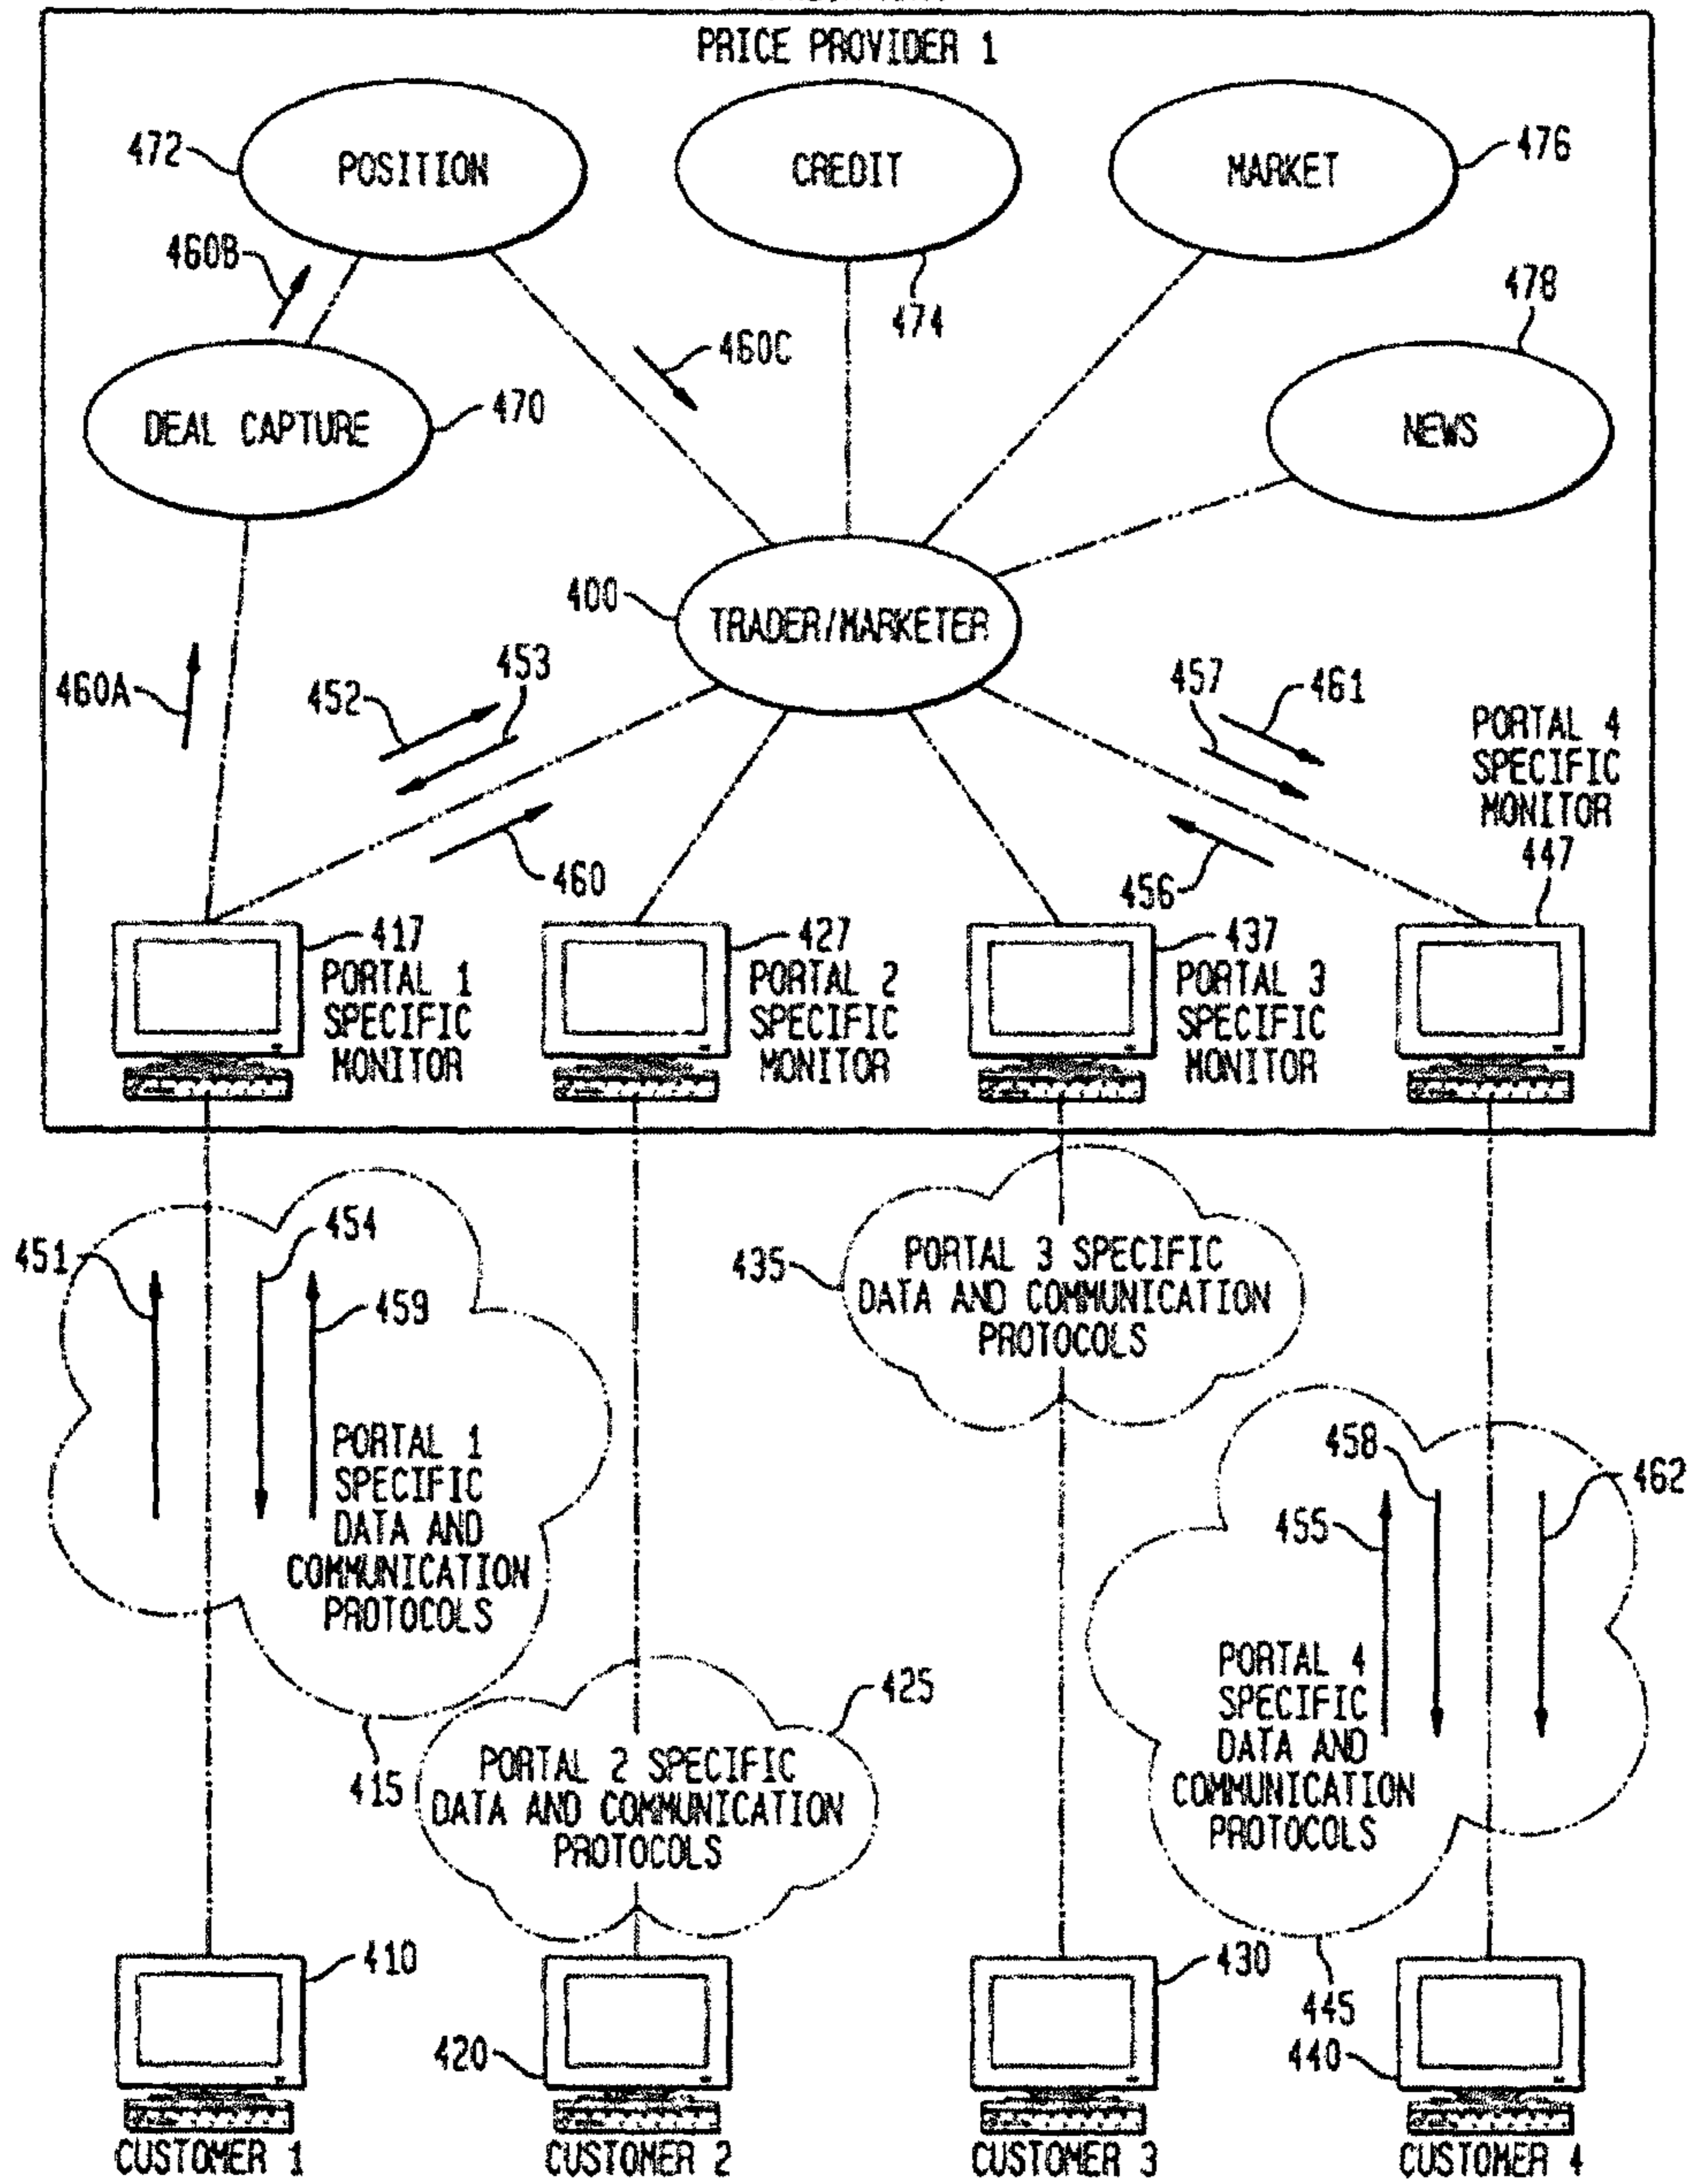 PRICE PROVIDER 1
472
POSITION
CREDIT
MARKET
476
460B
474
478
460C
DEAL CAPTURE
470
NEWS
400
TRADER/MARKETER
460A
452
453
457
461
PORTAL 4
SPECIFIC
MONITOR
447
460
456
417
PORTAL 1
SPECIFIC
MONITOR
427
PORTAL 2
SPECIFIC
MONITOR
437
PORTAL 3
SPECIFIC
MONITOR
451
454
459
PORTAL 1
SPECIFIC
DATA AND
COMMUNICATION
PROTOCOLS
415
435
PORTAL 3 SPECIFIC
DATA AND COMMUNICATION
PROTOCOLS
425
PORTAL 2 SPECIFIC
DATA AND COMMUNICATION
PROTOCOLS
458
462
455
PORTAL 4
SPECIFIC
DATA AND
COMMUNICATION
PROTOCOLS
445
410
420
430
440
CUSTOMER 1
CUSTOMER 2
CUSTOMER 3
CUSTOMER 4